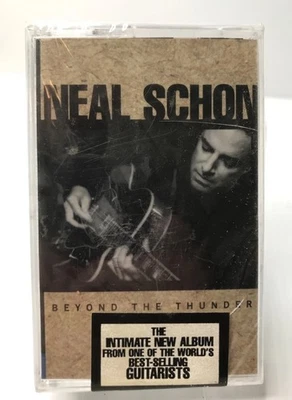 NEAL SCHON
BEYOND THE THUNDER
THE
INTIMATE NEW ALBUM
FROM ONE OF THE WORLD'S
BEST-SELLING
GUITARISTS